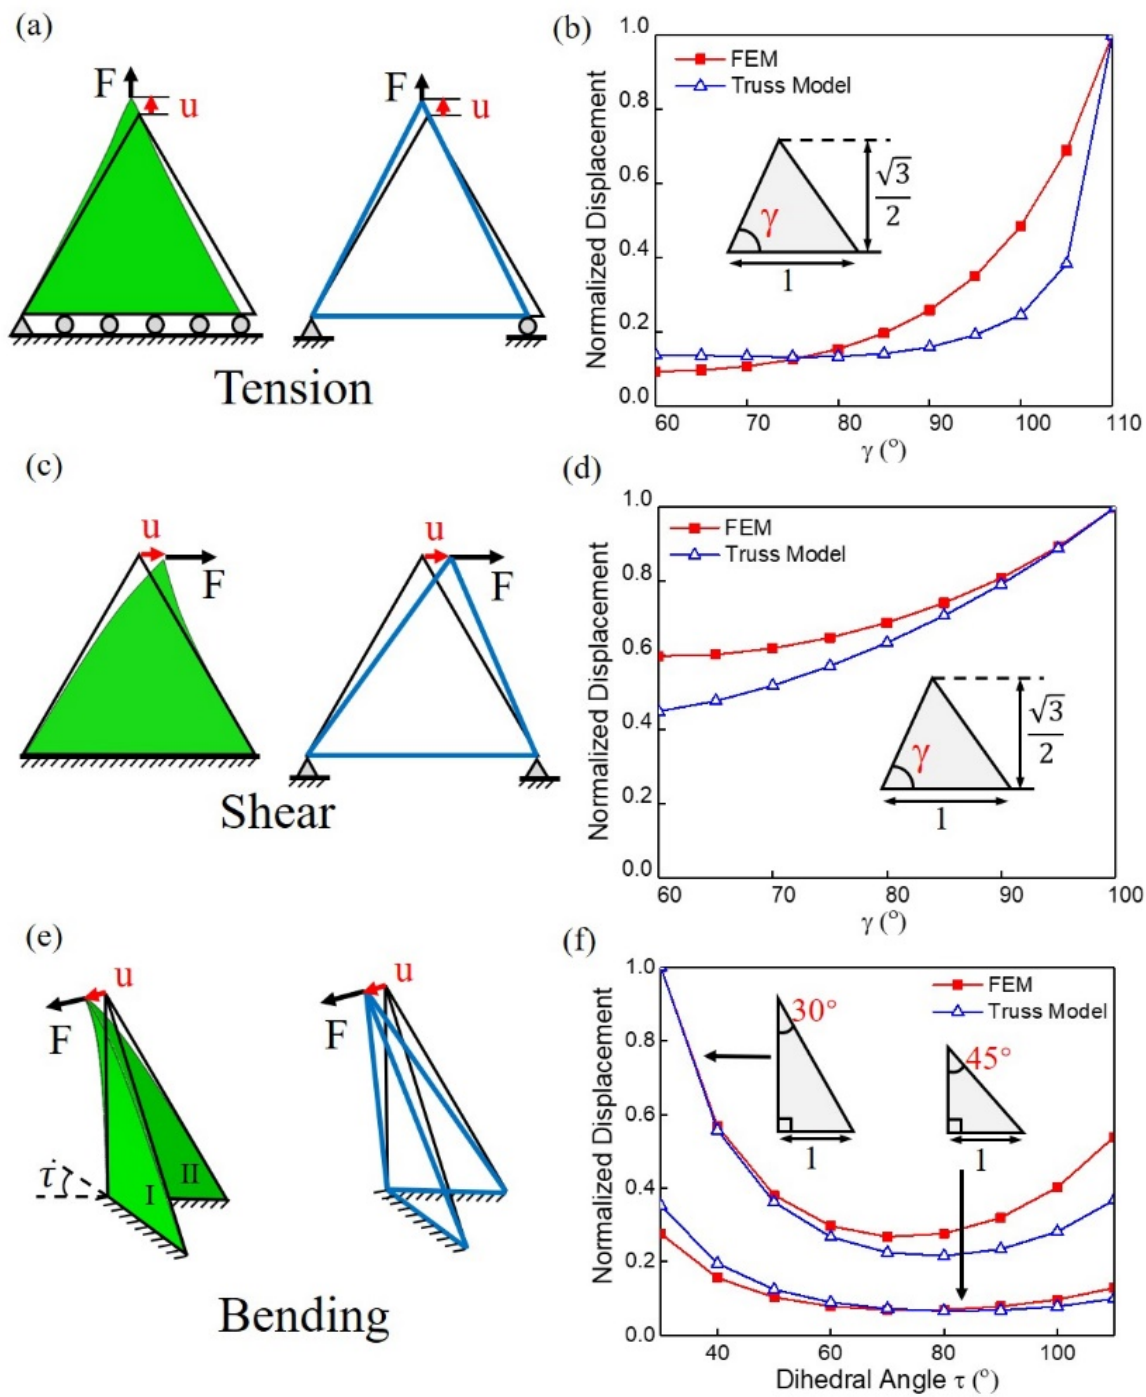 (a)
F
u
F
u
Tension
(b)
Normalized Displacement
1.0
0.8
0.6
0.4
0.2
0.0
FEM
Truss Model
γ
√3
2
1
60 70 80 90 100 110
γ (°)
(c)
u
F
u
F
Shear
(d)
Normalized Displacement
1.0
0.8
0.6
0.4
0.2
0.0
FEM
Truss Model
γ
√3
2
1
60 70 80 90 100
γ (°)
(e)
u
F
τ
I
II
u
F
Bending
(f)
Normalized Displacement
1.0
0.8
0.6
0.4
0.2
0.0
FEM
Truss Model
30°
1
45°
1
40 60 80 100
Dihedral Angle τ (°)